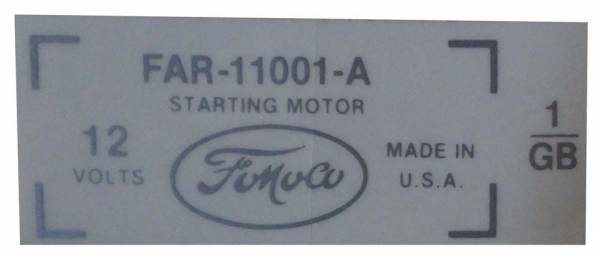 FAR-11001-A
STARTING MOTOR
12
VOLTS
FoMoCo
MADE IN
U.S.A.
1
GB